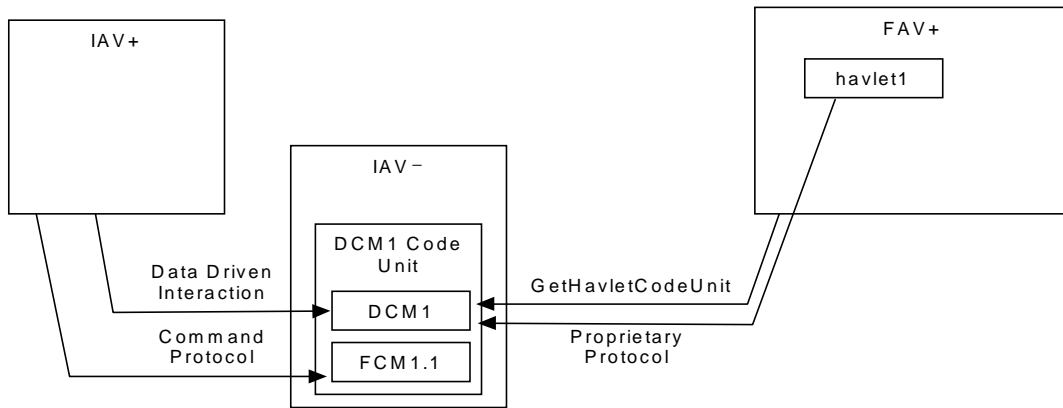 IAV+
FAV+
havlet1
IAV−
DCM1 Code
Unit
Data Driven
Interaction
GetHavletCodeUnit
DCM1
Command
Protocol
Proprietary
Protocol
FCM1.1